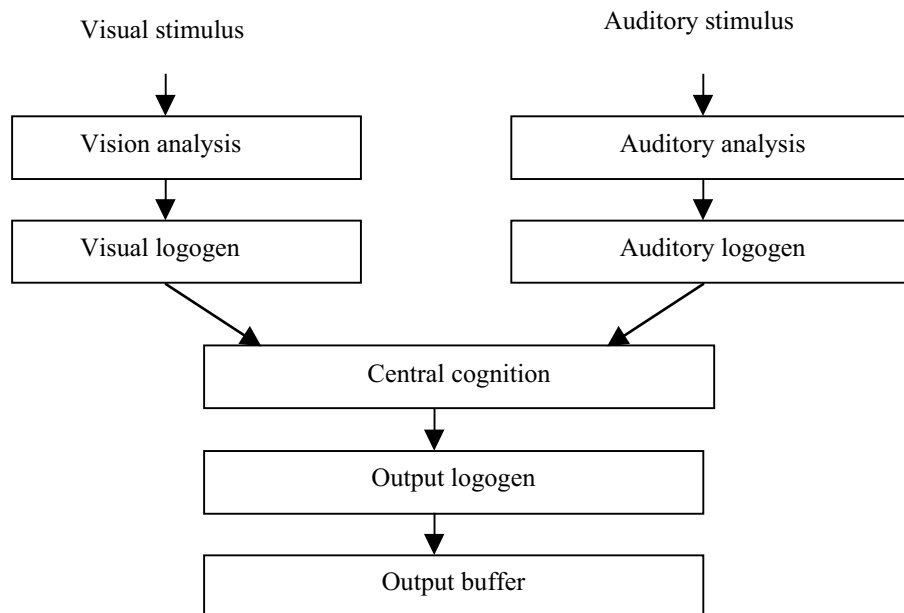 Visual stimulus
Auditory stimulus
Vision analysis
Auditory analysis
Visual logogen
Auditory logogen
Central cognition
Output logogen
Output buffer